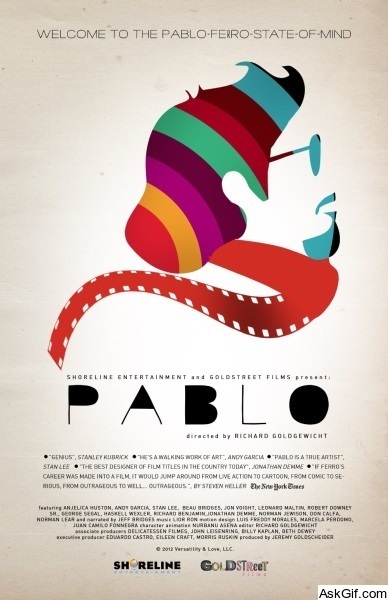 WELCOME TO THE PABLO-FERRO-STATE-OF-MIND
SHORELINE ENTERTAINMENT and GOLDSTREET FILMS present:
PABLO
directed by RICHARD GOLDGEWICHT
•"GENIUS", STANLEY KUBRICK •"HE'S A WALKING WORK OF ART", ANDY GARCIA •"PABLO IS A TRUE ARTIST",
STAN LEE •"THE BEST DESIGNER OF FILM TITLES IN THE COUNTRY TODAY", JONATHAN DEMME •"IF FERRO'S
CAREER WAS MADE INTO A FILM, IT WOULD JUMP AROUND FROM LIVE ACTION TO CARTOON, FROM COMIC TO SE-
RIOUS, FROM OUTRAGEOUS TO WELL... OUTRAGEOUS.", BY STEVEN HELLER The New York Times
featuring ANJELICA HUSTON, ANDY GARCIA, STAN LEE, BEAU BRIDGES, JON VOIGHT, LEONARD MALTIN, ROBERT DOWNEY
SR., GEORGE SEGAL, HASKELL WEXLER, RICHARD BENJAMIN, JONATHAN DEMME, NORMAN JEWISON, DON CALFA,
NORMAN LEAR and narrated by JEFF BRIDGES music LIOR RON motion design LUIS FREDDY MORALES, MARCELA PERDOMO,
JUAN CAMILO FONNEGRA character animation NURBANU ASENA editor RICHARD GOLDGEWICHT
associate producers DELICATESSEN FILMES, JOHN LEISENRING, BILLY KAPLAN, BETH DEWEY
executive producer EDUARDO CASTRO, EILEEN CRAFT, MORRIS RUSKIN produced by JEREMY GOLDSCHEIDER
© 2012 Versatility & Love, LLC.
SHORELINE GOLDSTREET
ENTERTAINMENT FILMS
AskGif.com